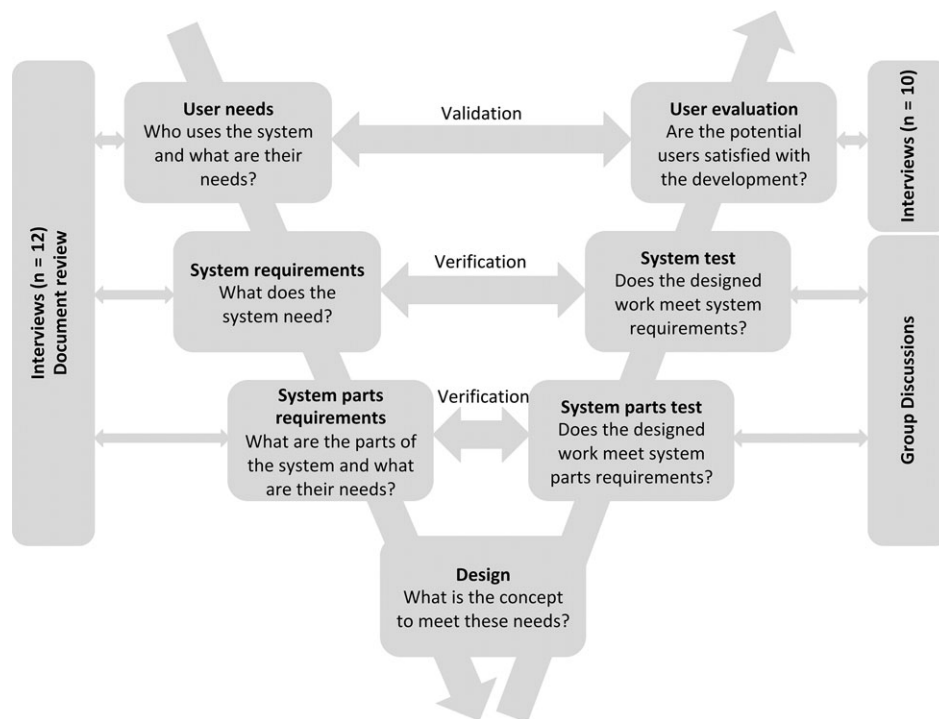 User needs
Who uses the system
and what are their
needs?
Validation
User evaluation
Are the potential
users satisfied with
the development?
Interviews (n = 10)
Interviews (n = 12)
Document review
System requirements
What does the
system need?
Verification
System test
Does the designed
work meet system
requirements?
System parts
requirements
What are the parts of
the system and what
are their needs?
Verification
System parts test
Does the designed
work meet system
parts requirements?
Group Discussions
Design
What is the concept
to meet these needs?